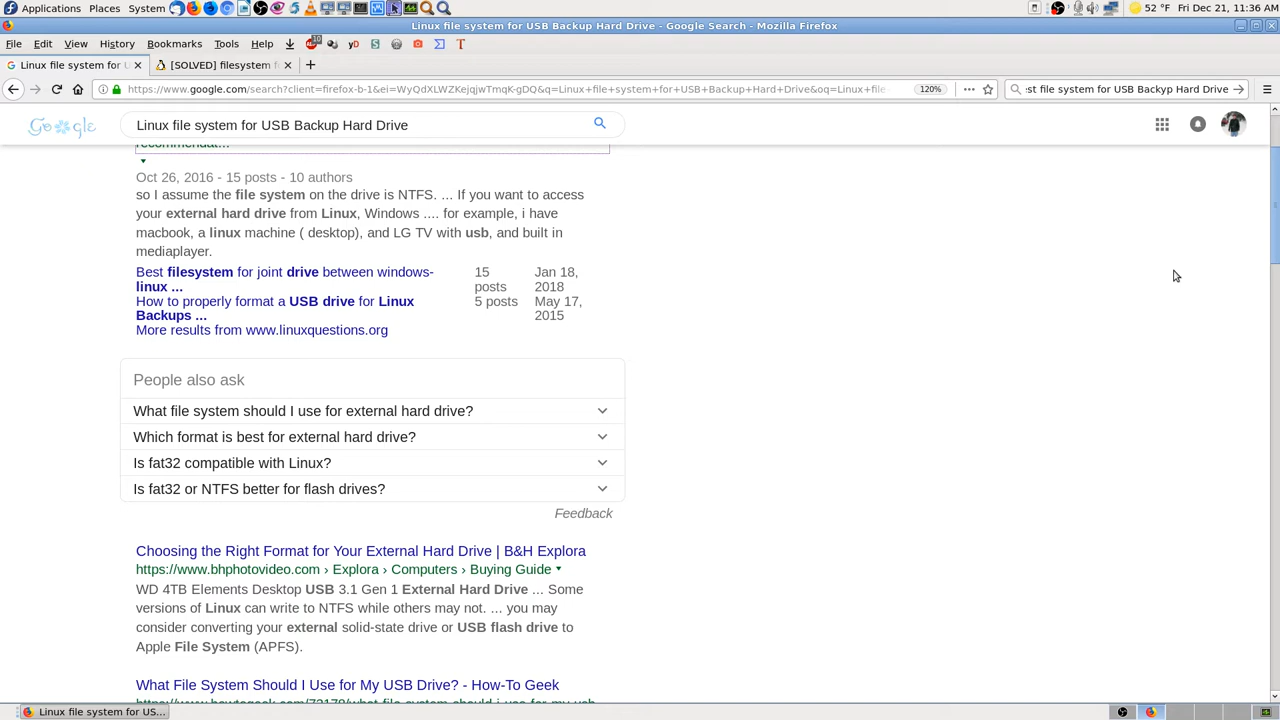 Applications Places System 52 °F Fri Dec 21, 11:36 AM
Linux file system for USB Backup Hard Drive - Google Search - Mozilla Firefox
File Edit View History Bookmarks Tools Help 10 yD S T
Linux file system for U [SOLVED] filesystem f
https://www.google.com/search?client=firefox-b-1&ei=WyQdXLWZKejqjwTmqK-gDQ&q=Linux+file+system+for+USB+Backup+Hard+Drive&oq=Linux+file 120% st file system for USB Backyp Hard Drive
Google Linux file system for USB Backup Hard Drive
recommendat...
Oct 26, 2016 - 15 posts - 10 authors
so I assume the file system on the drive is NTFS. ... If you want to access
your external hard drive from Linux, Windows .... for example, i have
macbook, a linux machine ( desktop), and LG TV with usb, and built in
mediaplayer.
Best filesystem for joint drive between windows-linux ... 15 posts Jan 18, 2018
How to properly format a USB drive for Linux Backups ... 5 posts May 17, 2015
More results from www.linuxquestions.org
People also ask
What file system should I use for external hard drive?
Which format is best for external hard drive?
Is fat32 compatible with Linux?
Is fat32 or NTFS better for flash drives?
Feedback
Choosing the Right Format for Your External Hard Drive | B&H Explora
https://www.bhphotovideo.com › Explora › Computers › Buying Guide
WD 4TB Elements Desktop USB 3.1 Gen 1 External Hard Drive ... Some
versions of Linux can write to NTFS while others may not. ... you may
consider converting your external solid-state drive or USB flash drive to
Apple File System (APFS).
What File System Should I Use for My USB Drive? - How-To Geek
Linux file system for US...